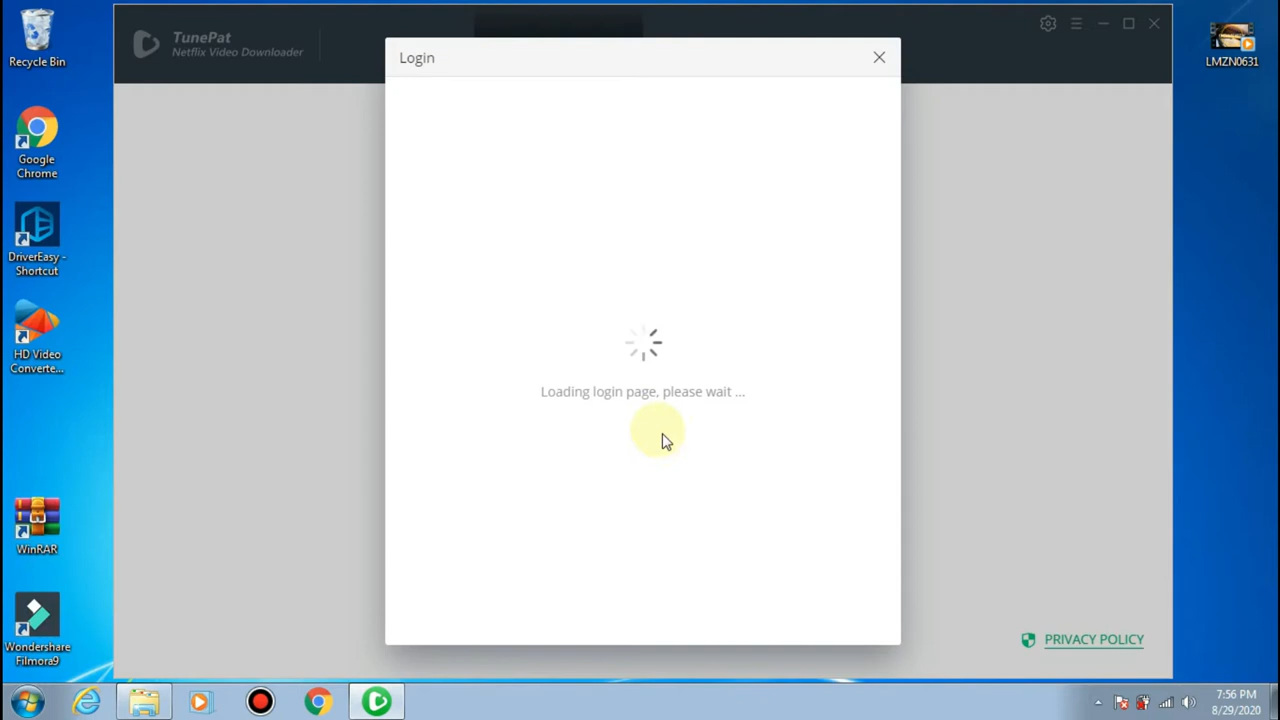 TunePat
Netflix Video Downloader
Login
Loading login page, please wait ...
PRIVACY POLICY
Recycle Bin
Google
Chrome
DriverEasy -
Shortcut
HD Video
Converte...
WinRAR
Wondershare
Filmora9
LMZN0631
7:56 PM
8/29/2020